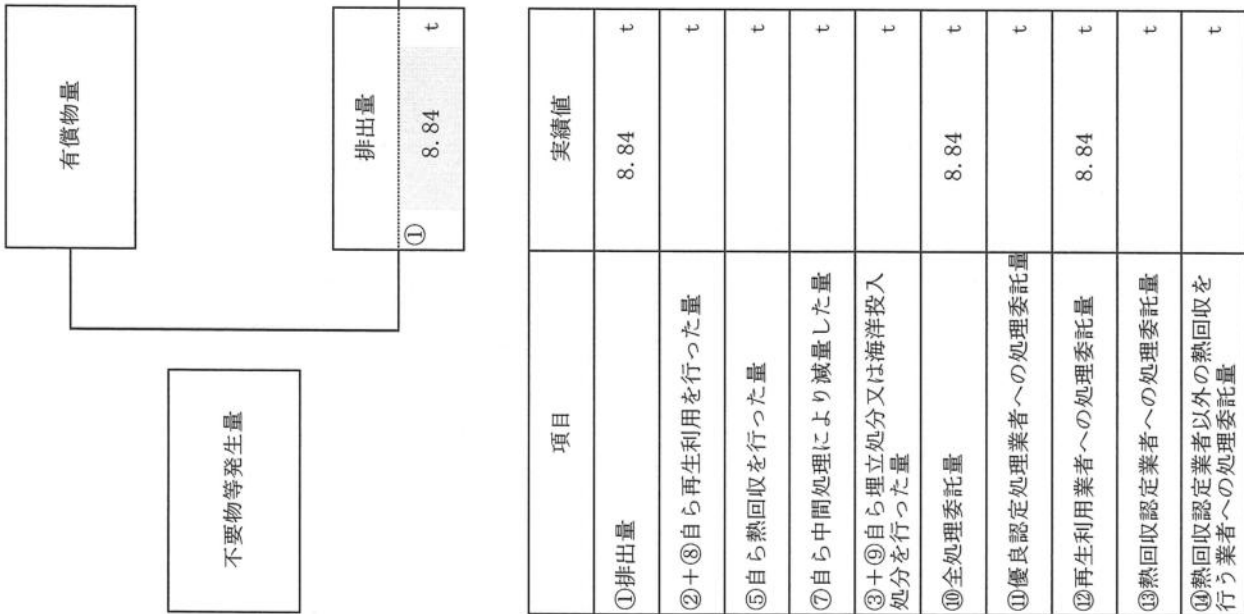 不要物等発生量
有償物量
排出量
① 8.84 t
項目 実績値
①排出量 8.84 t
②+⑧自ら再生利用を行った量 t
⑤自ら熱回収を行った量 t
⑦自ら中間処理により減量した量 t
③+⑨自ら埋立処分又は海洋投入
処分を行った量 t
⑩全処理委託量 8.84 t
⑪優良認定処理業者への処理委託量 t
⑫再生利用業者への処理委託量 8.84 t
⑬熱回収認定業者への処理委託量 t
⑭熱回収認定業者以外の熱回収を
行う業者への処理委託量 t